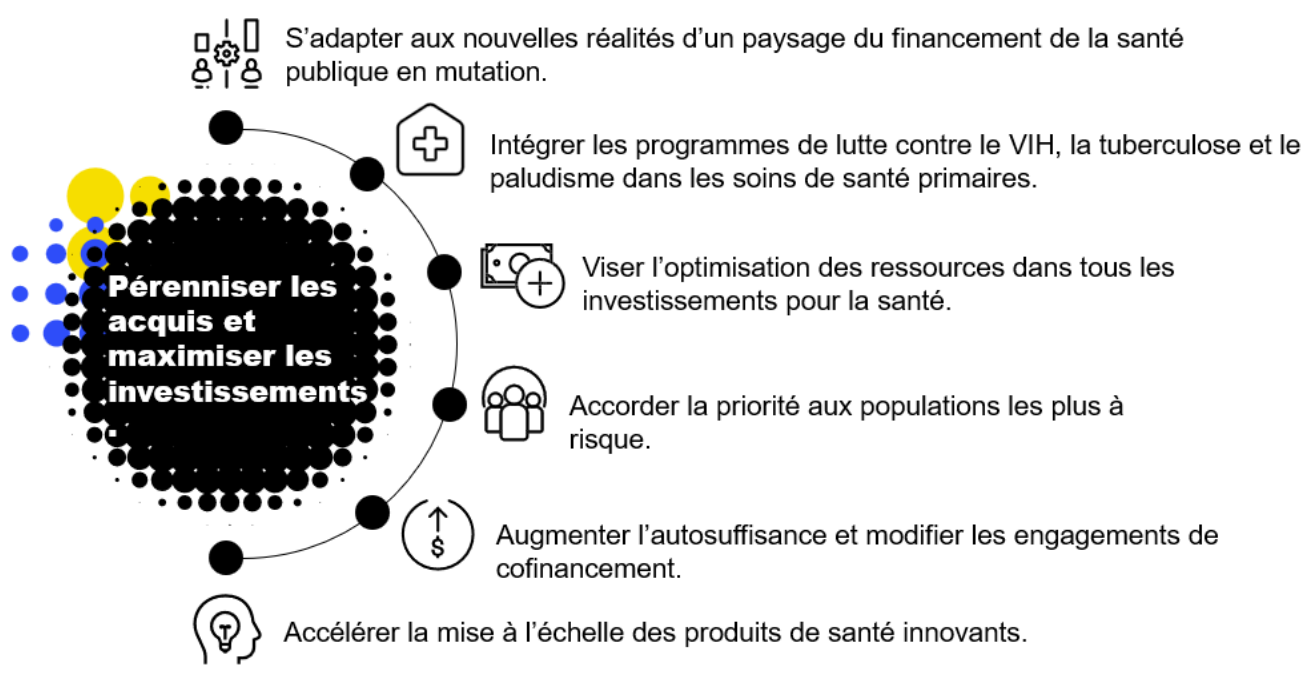 S’adapter aux nouvelles réalités d’un paysage du financement de la santé
publique en mutation.
Intégrer les programmes de lutte contre le VIH, la tuberculose et le
paludisme dans les soins de santé primaires.
Viser l’optimisation des ressources dans tous les
investissements pour la santé.
Pérenniser les
acquis et
maximiser les
investissements
.
Accorder la priorité aux populations les plus à
risque.
$
Augmenter l’autosuffisance et modifier les engagements de
cofinancement.
Accélérer la mise à l’échelle des produits de santé innovants.